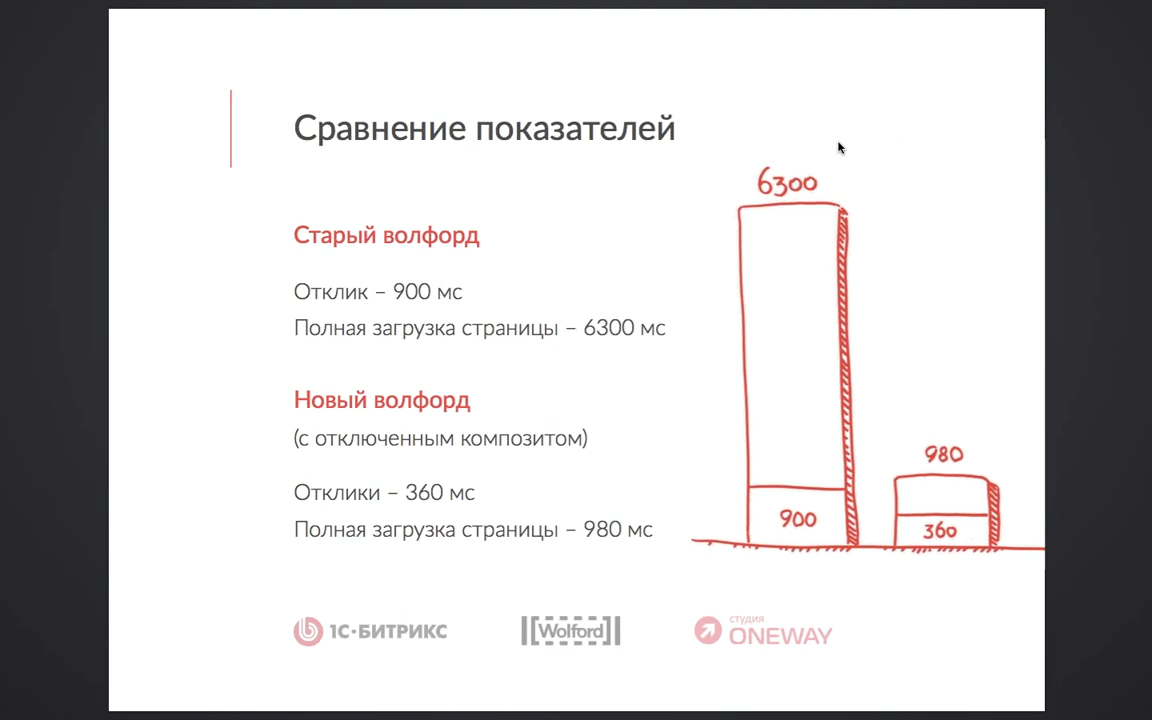 Сравнение показателей
Старый волфорд
Отклик – 900 мс
Полная загрузка страницы – 6300 мс
Новый волфорд
(с отключенным композитом)
Отклики – 360 мс
Полная загрузка страницы – 980 мс
6300
900
980
360
1С·БИТРИКС
Wolford
студия
ONEWAY